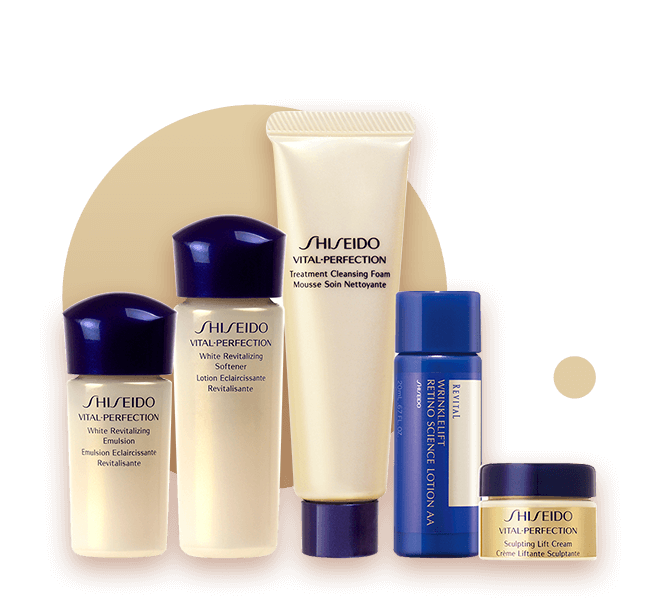 SHISEIDO
VITAL-PERFECTION
White Revitalizing
Emulsion
Emulsion Eclaircissante
Revitalisante
SHISEIDO
VITAL-PERFECTION
White Revitalizing
Softener
Lotion Eclaircissante
Revitalisante
SHISEIDO
VITAL-PERFECTION
Treatment Cleansing Foam
Mousse Soin Nettoyante
REVITAL
WRINKLELIFT
RETINO SCIENCE LOTION AA
SHISEIDO
SHISEIDO
VITAL-PERFECTION
Sculpting Lift Cream
Crème Liftante Sculptante